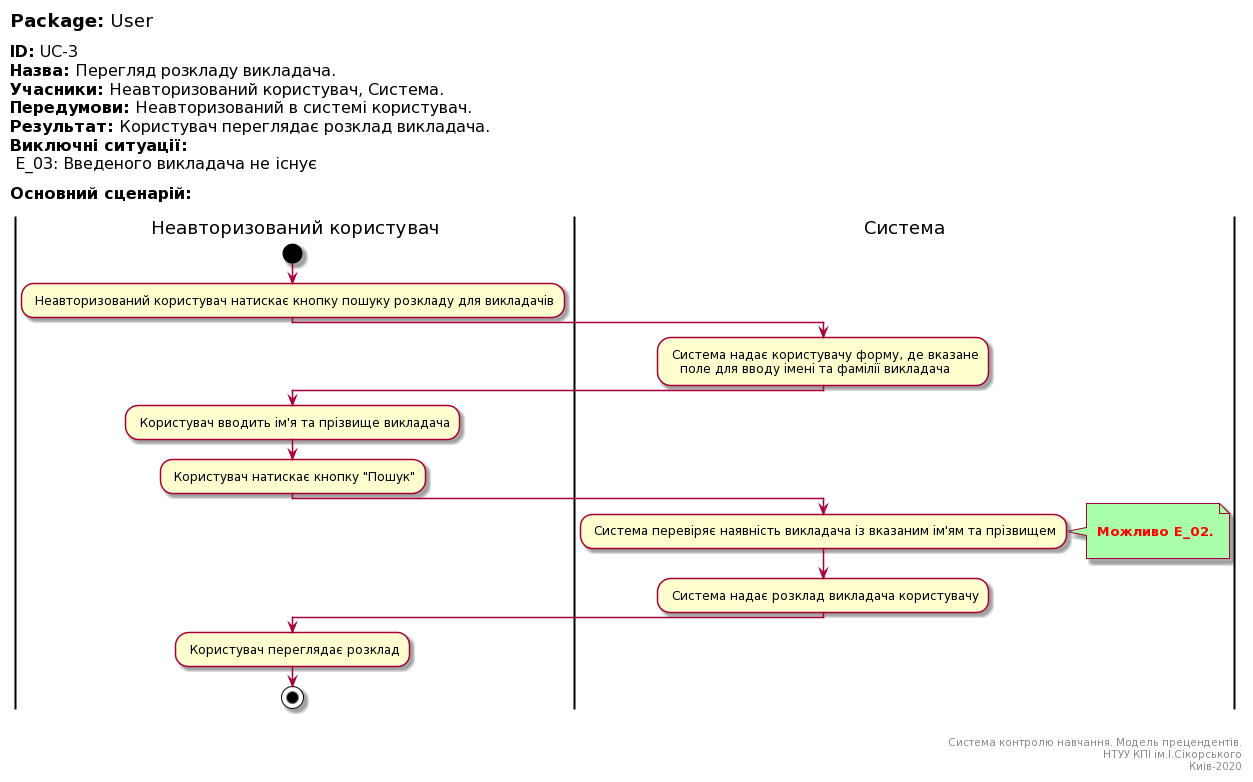 Package: User
ID: UC-3
Назва: Перегляд розкладу викладача.
Учасники: Неавторизований користувач, Система.
Передумови: Неавторизований в системі користувач.
Результат: Користувач переглядає розклад викладача.
Виключні ситуації:
E_03: Введеного викладача не існує
Основний сценарій:
Неавторизований користувач
Система
Неавторизований користувач натискає кнопку пошуку розкладу для викладачів
Система надає користувачу форму, де вказане
поле для вводу імені та фамілії викладача
Користувач вводить ім'я та прізвище викладача
Користувач натискає кнопку "Пошук"
Система перевіряє наявність викладача із вказаним ім'ям та прізвищем
Можливо E_02.
Система надає розклад викладача користувачу
Користувач переглядає розклад
Система контролю навчання. Модель прецендентів.
НТУУ КПІ ім.І.Сікорського
Киів-2020